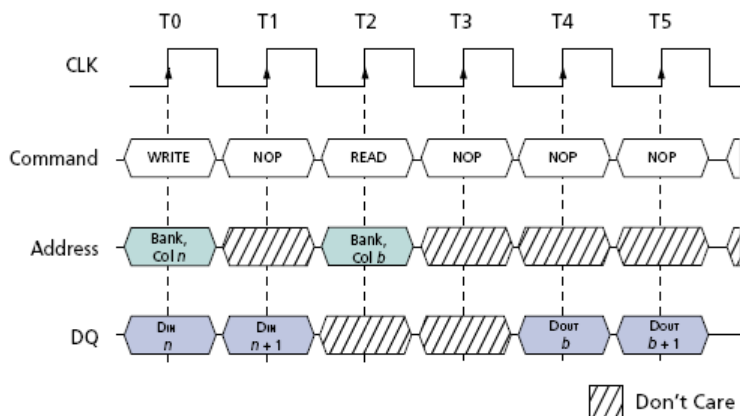 T0 T1 T2 T3 T4 T5
CLK
Command WRITE NOP READ NOP NOP NOP
Bank, Bank,
Address
Col n Col b
DIN DIN DOUT DOUT
DQ
n n + 1 b b + 1
Don't Care